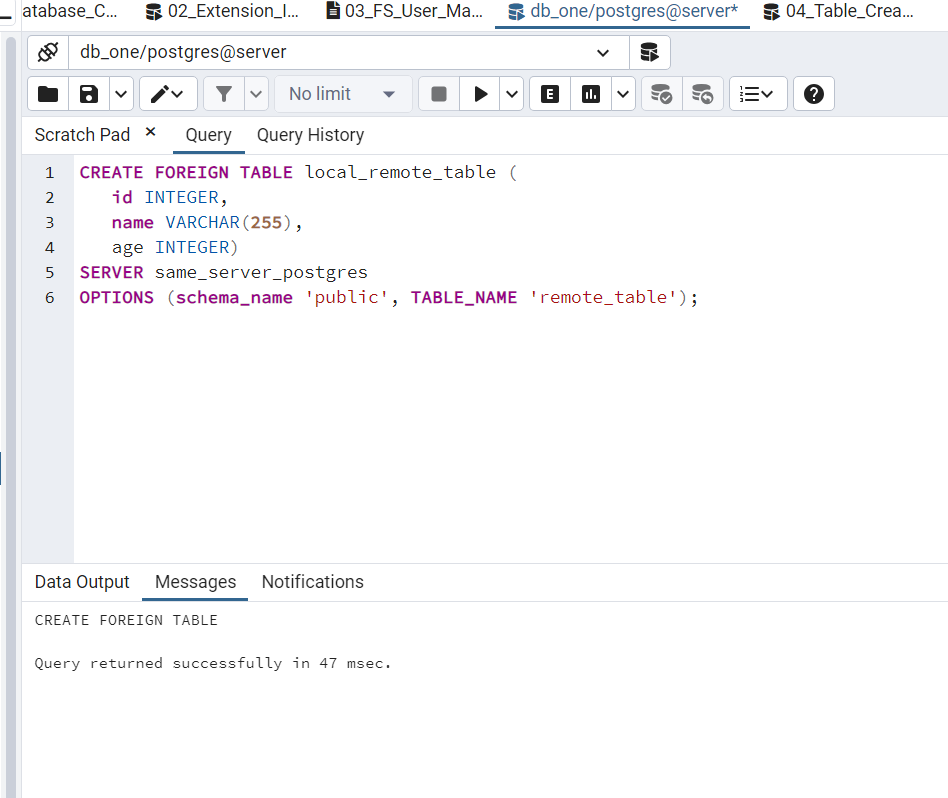 atabase_C... 02_Extension_I... 03_FS_User_Ma... db_one/postgres@server* 04_Table_Crea...
db_one/postgres@server
No limit E
Scratch Pad × Query Query History
1 CREATE FOREIGN TABLE local_remote_table (
2 id INTEGER,
3 name VARCHAR(255),
4 age INTEGER)
5 SERVER same_server_postgres
6 OPTIONS (schema_name 'public', TABLE_NAME 'remote_table');
Data Output Messages Notifications
CREATE FOREIGN TABLE
Query returned successfully in 47 msec.